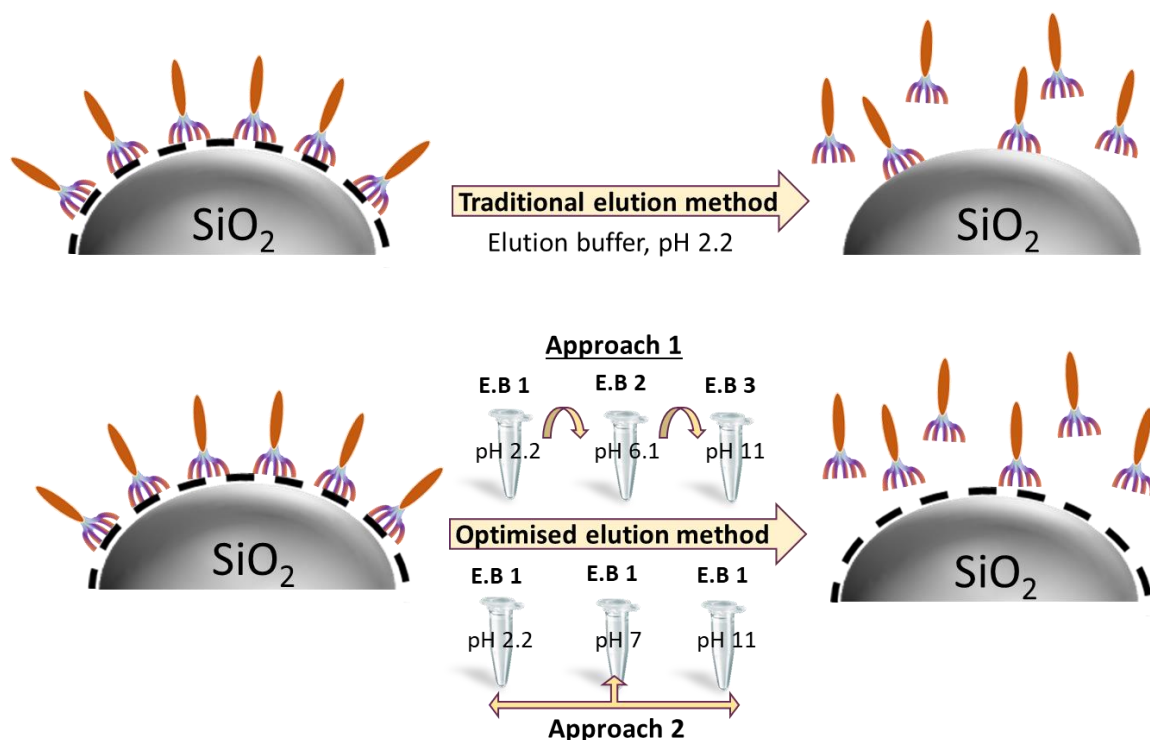 SiO2
Traditional elution method
Elution buffer, pH 2.2
SiO2
Approach 1
E.B 1 E.B 2 E.B 3
pH 2.2 pH 6.1 pH 11
SiO2
Optimised elution method
SiO2
E.B 1 E.B 1 E.B 1
pH 2.2 pH 7 pH 11
Approach 2